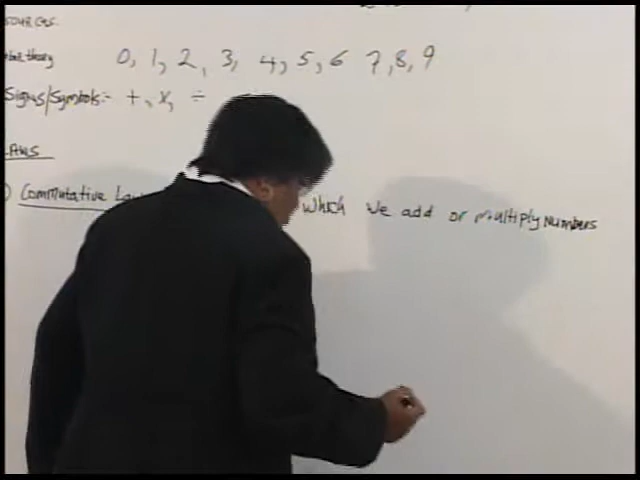 0, 1, 2, 3, 4, 5, 6 7, 8, 9
Signs/Symbols:- +, x, ÷
Commutative Law which we add or Multiply Numbers